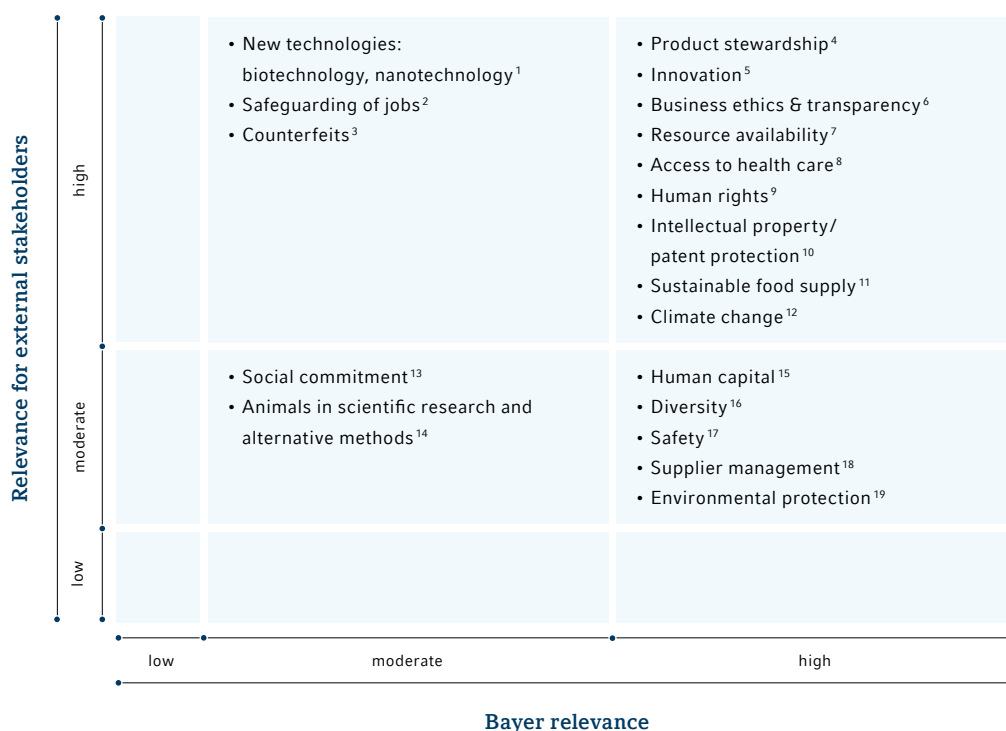 Relevance for external stakeholders
high
• New technologies:
biotechnology, nanotechnology 1
• Safeguarding of jobs 2
• Counterfeits 3
• Product stewardship 4
• Innovation 5
• Business ethics & transparency 6
• Resource availability 7
• Access to health care 8
• Human rights 9
• Intellectual property/
patent protection 10
• Sustainable food supply 11
• Climate change 12
moderate
• Social commitment 13
• Animals in scientific research and
alternative methods 14
• Human capital 15
• Diversity 16
• Safety 17
• Supplier management 18
• Environmental protection 19
low
low
moderate
high
Bayer relevance